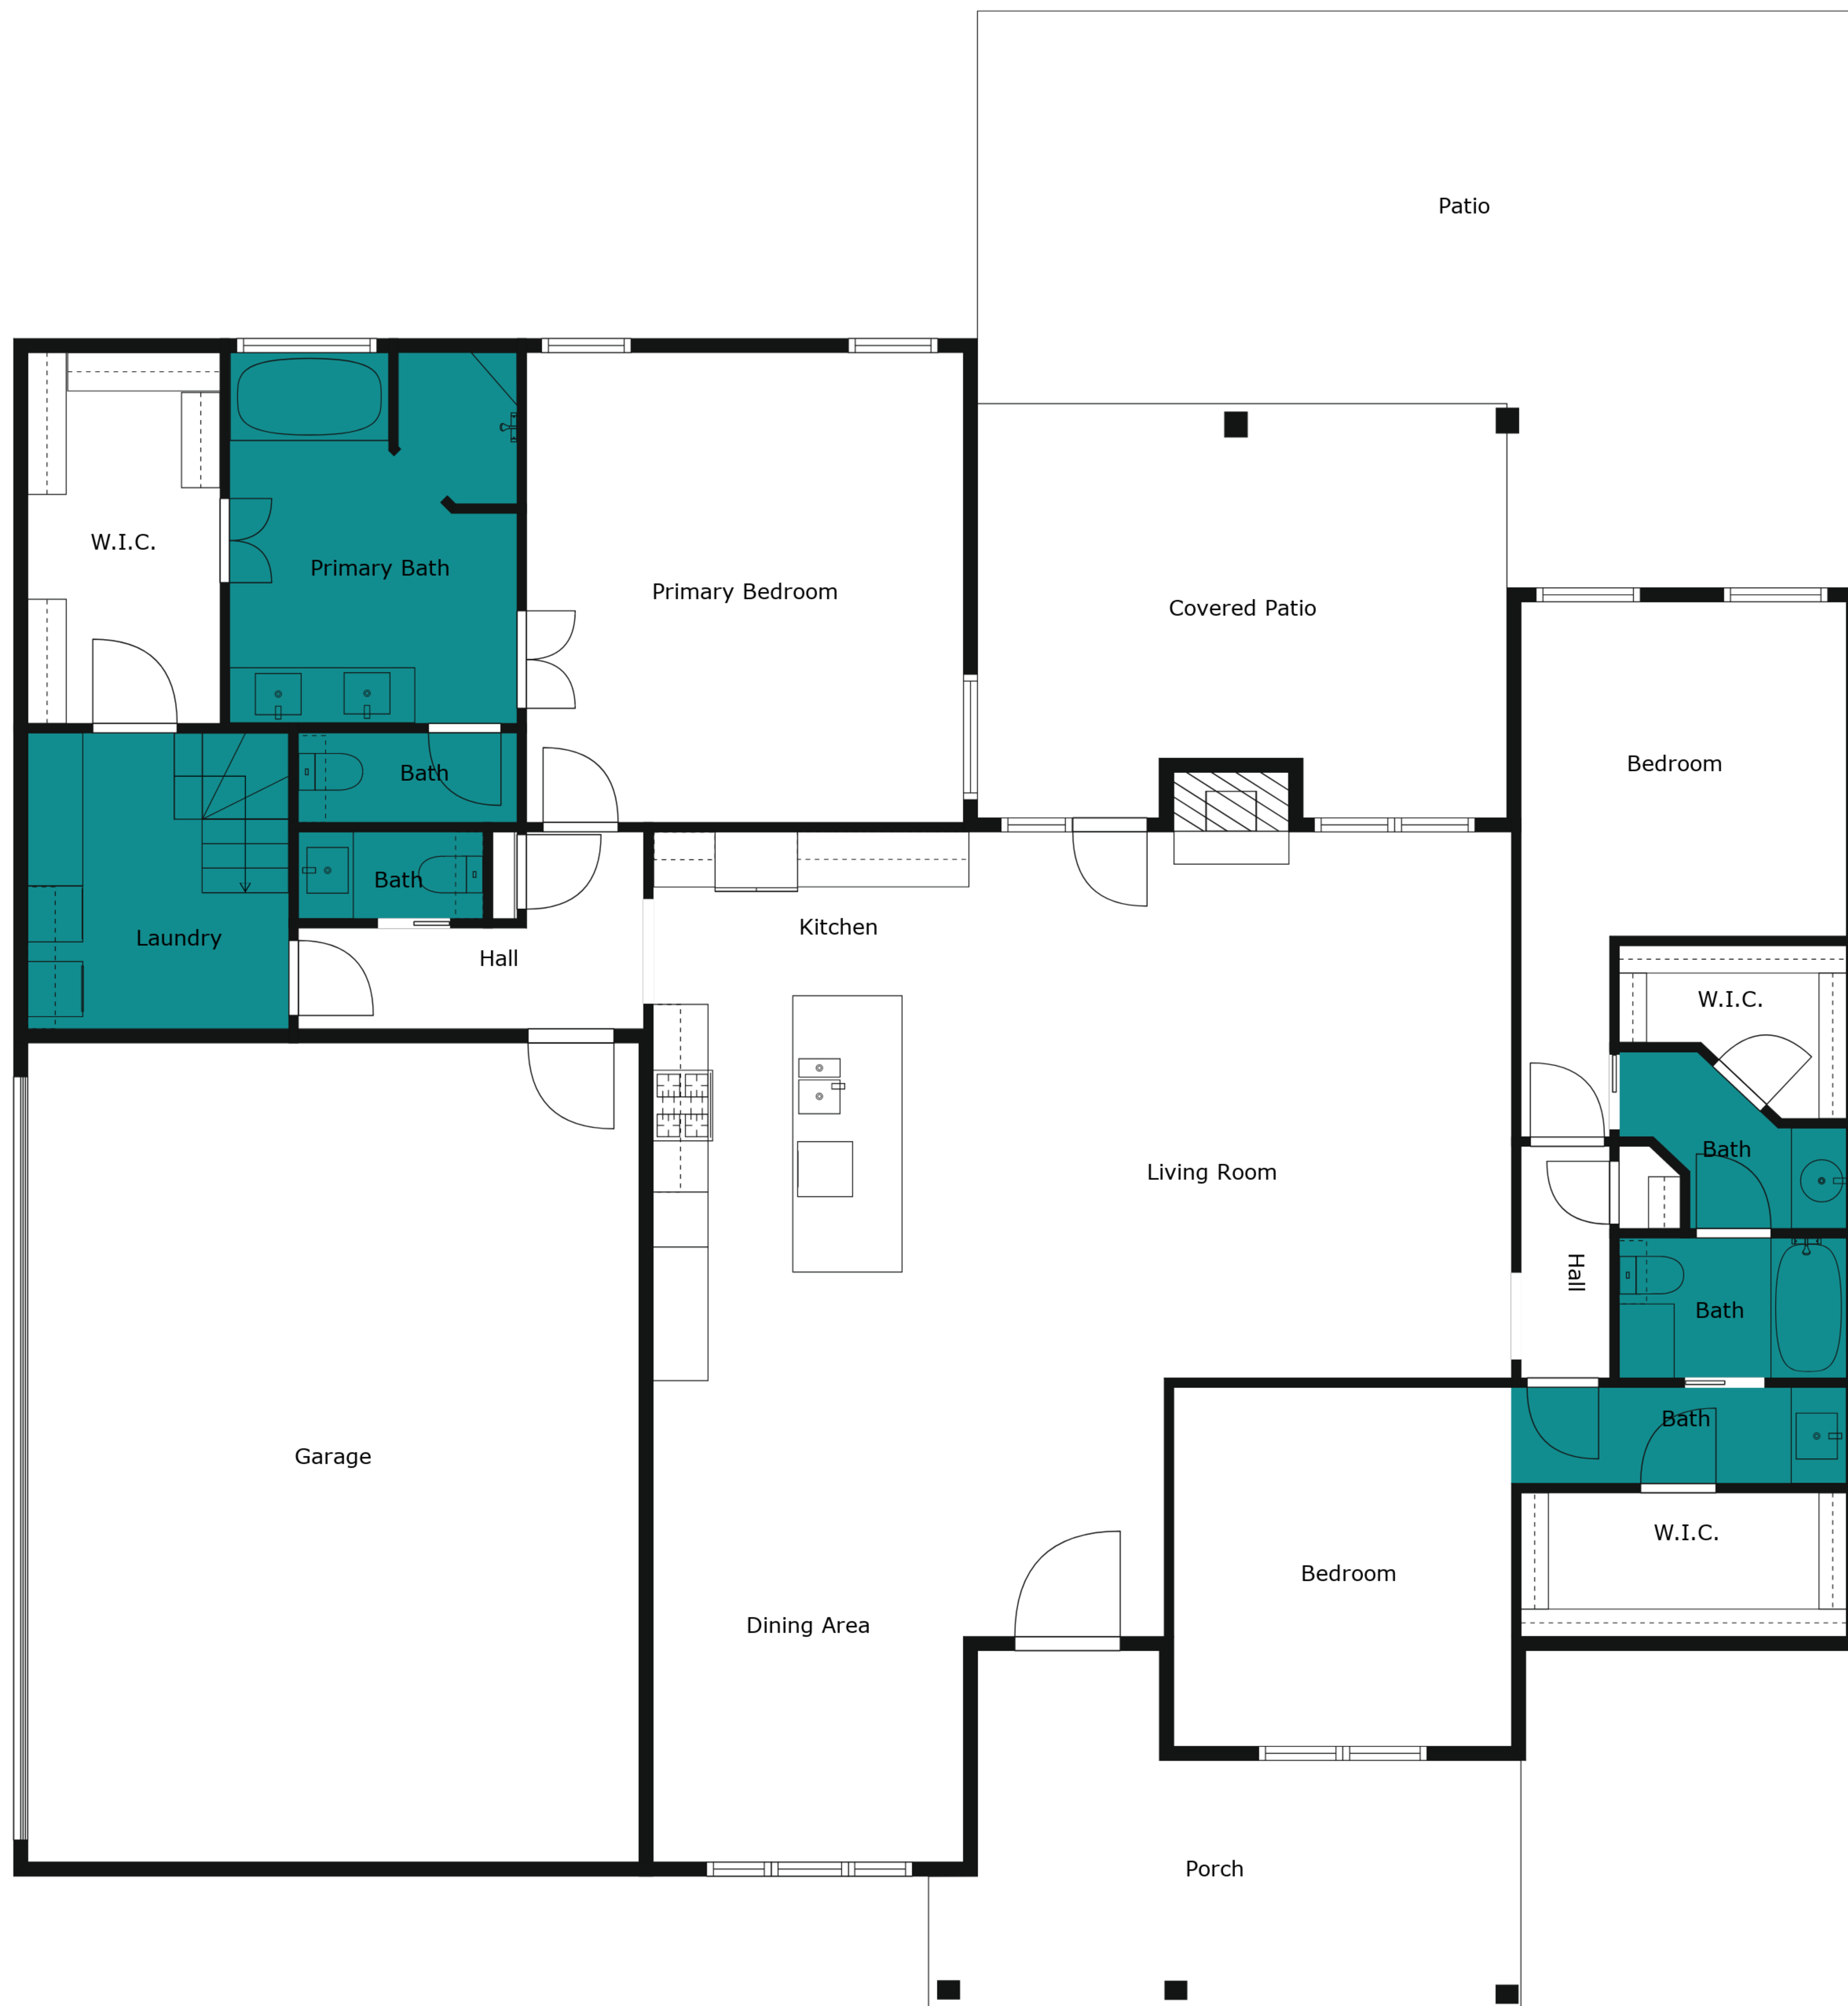 Patio
W.I.C.
Primary Bath
Primary Bedroom
Covered Patio
Bedroom
Bath
Bath
Kitchen
Laundry
Hall
W.I.C.
Bath
Living Room
Hall
Bath
Bath
Garage
W.I.C.
Bedroom
Dining Area
Porch